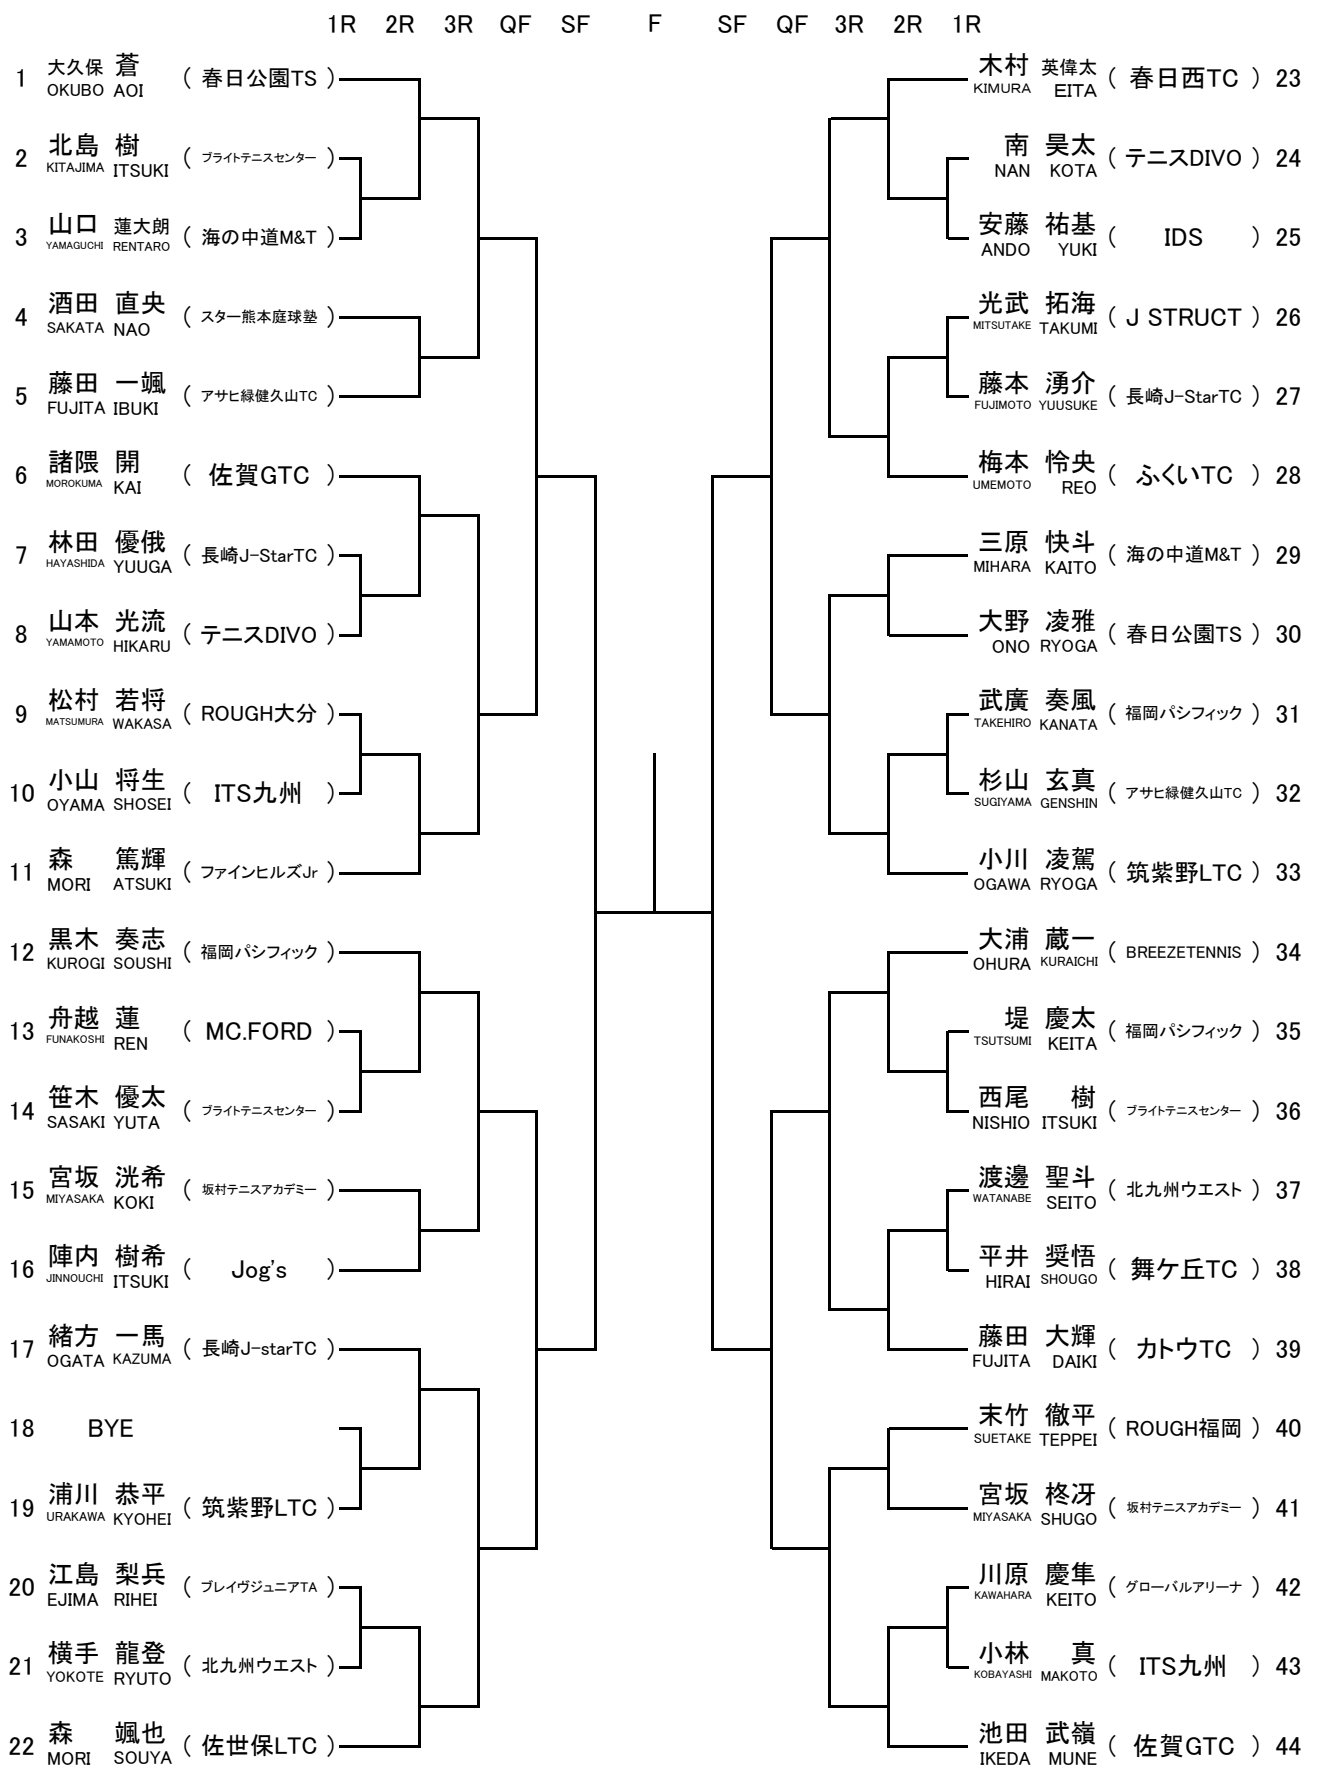 1R 2R 3R QF SF F SF QF 3R 2R 1R
1 大久保 蒼 ( 春日公園TS )
OKUBO AOI
2 北島 樹 ( ブライトテニスセンター )
KITAJIMA ITSUKI
3 山口 蓮大朗 ( 海の中道M&T )
YAMAGUCHI RENTARO
4 酒田 直央 ( スター熊本庭球塾 )
SAKATA NAO
5 藤田 一颯 ( アサヒ緑健久山TC )
FUJITA IBUKI
6 諸隈 開 ( 佐賀GTC )
MOROKUMA KAI
7 林田 優俄 ( 長崎J-StarTC )
HAYASHIDA YUUGA
8 山本 光流 ( テニスDIVO )
YAMAMOTO HIKARU
9 松村 若将 ( ROUGH大分 )
MATSUMURA WAKASA
10 小山 将生 ( ITS九州 )
OYAMA SHOSEI
11 森 篤輝 ( ファインヒルズJr )
MORI ATSUKI
12 黒木 奏志 ( 福岡パシフィック )
KUROGI SOUSHI
13 舟越 蓮 ( MC.FORD )
FUNAKOSHI REN
14 笹木 優太 ( ブライトテニスセンター )
SASAKI YUTA
15 宮坂 洸希 ( 坂村テニスアカデミー )
MIYASAKA KOKI
16 陣内 樹希 ( Jog's )
JINNOUCHI ITSUKI
17 緒方 一馬 ( 長崎J-starTC )
OGATA KAZUMA
18 BYE
19 浦川 恭平 ( 筑紫野LTC )
URAKAWA KYOHEI
20 江島 梨兵 ( ブレイヴジュニアTA )
EJIMA RIHEI
21 横手 龍登 ( 北九州ウエスト )
YOKOTE RYUTO
22 森 颯也 ( 佐世保LTC )
MORI SOUYA
木村 英偉太 ( 春日西TC ) 23
KIMURA EITA
南 昊太 ( テニスDIVO ) 24
NAN KOTA
安藤 祐基 ( IDS ) 25
ANDO YUKI
光武 拓海 ( J STRUCT ) 26
MITSUTAKE TAKUMI
藤本 湧介 ( 長崎J-StarTC ) 27
FUJIMOTO YUUSUKE
梅本 怜央 ( ふくいTC ) 28
UMEMOTO REO
三原 快斗 ( 海の中道M&T ) 29
MIHARA KAITO
大野 凌雅 ( 春日公園TS ) 30
ONO RYOGA
武廣 奏風 ( 福岡パシフィック ) 31
TAKEHIRO KANATA
杉山 玄真 ( アサヒ緑健久山TC ) 32
SUGIYAMA GENSHIN
小川 凌駕 ( 筑紫野LTC ) 33
OGAWA RYOGA
大浦 蔵一 ( BREEZETENNIS ) 34
OHURA KURAICHI
堤 慶太 ( 福岡パシフィック ) 35
TSUTSUMI KEITA
西尾 樹 ( ブライトテニスセンター ) 36
NISHIO ITSUKI
渡邊 聖斗 ( 北九州ウエスト ) 37
WATANABE SEITO
平井 奨悟 ( 舞ケ丘TC ) 38
HIRAI SHOUGO
藤田 大輝 ( カトウTC ) 39
FUJITA DAIKI
末竹 徹平 ( ROUGH福岡 ) 40
SUETAKE TEPPEI
宮坂 柊冴 ( 坂村テニスアカデミー ) 41
MIYASAKA SHUGO
川原 慶隼 ( グローバルアリーナ ) 42
KAWAHARA KEITO
小林 真 ( ITS九州 ) 43
KOBAYASHI MAKOTO
池田 武嶺 ( 佐賀GTC ) 44
IKEDA MUNE